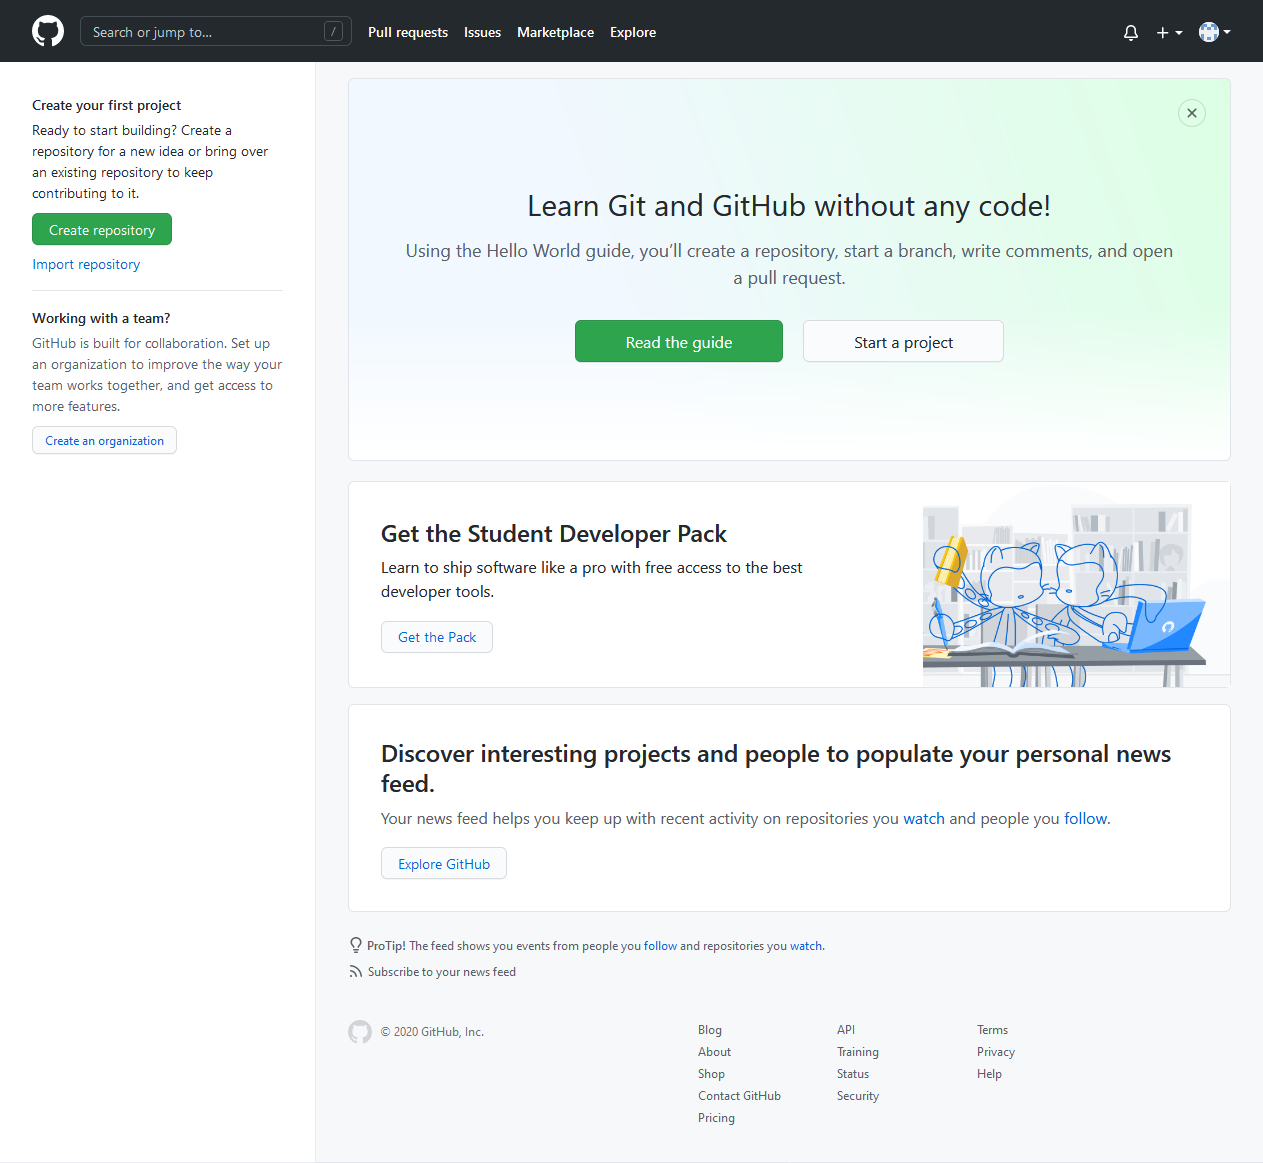 Search or jump to...
/
Pull requests
Issues
Marketplace
Explore
Create your first project
Ready to start building? Create a
repository for a new idea or bring over
an existing repository to keep
contributing to it.
Create repository
Import repository
Working with a team?
GitHub is built for collaboration. Set up
an organization to improve the way your
team works together, and get access to
more features.
Create an organization
Learn Git and GitHub without any code!
Using the Hello World guide, you’ll create a repository, start a branch, write comments, and open
a pull request.
Read the guide
Start a project
Get the Student Developer Pack
Learn to ship software like a pro with free access to the best
developer tools.
Get the Pack
Discover interesting projects and people to populate your personal news
feed.
Your news feed helps you keep up with recent activity on repositories you watch and people you follow.
Explore GitHub
ProTip! The feed shows you events from people you follow and repositories you watch.
Subscribe to your news feed
© 2020 GitHub, Inc.
Blog
About
Shop
Contact GitHub
Pricing
API
Training
Status
Security
Terms
Privacy
Help